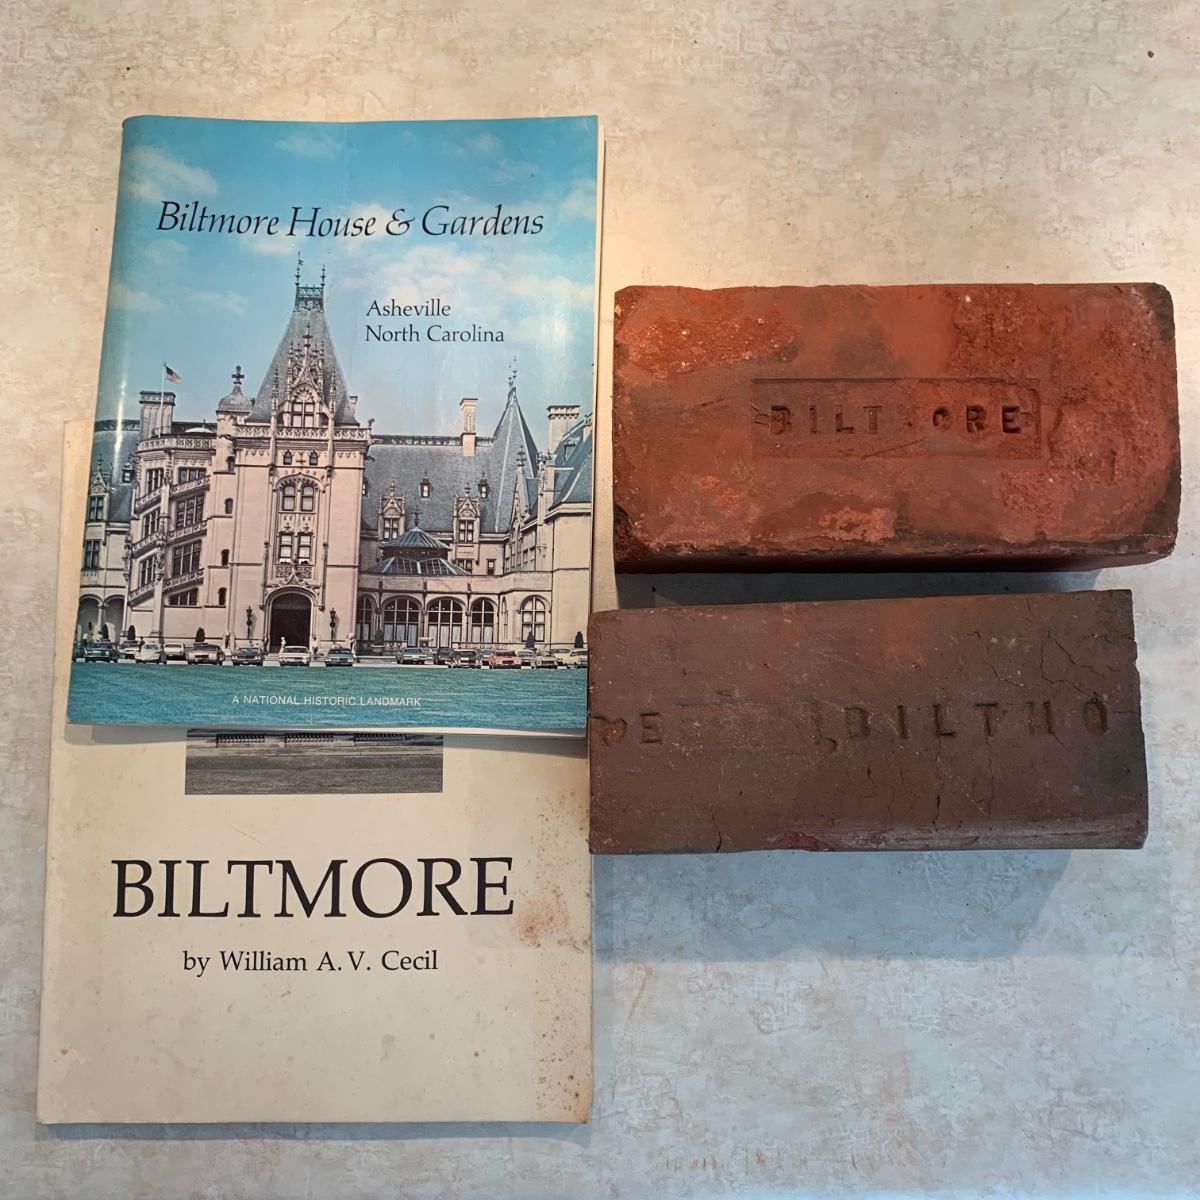 Biltmore House & Gardens
Asheville
North Carolina
A NATIONAL HISTORIC LANDMARK
BILTMORE
by William A. V. Cecil
BILT ORE
E BILTMO